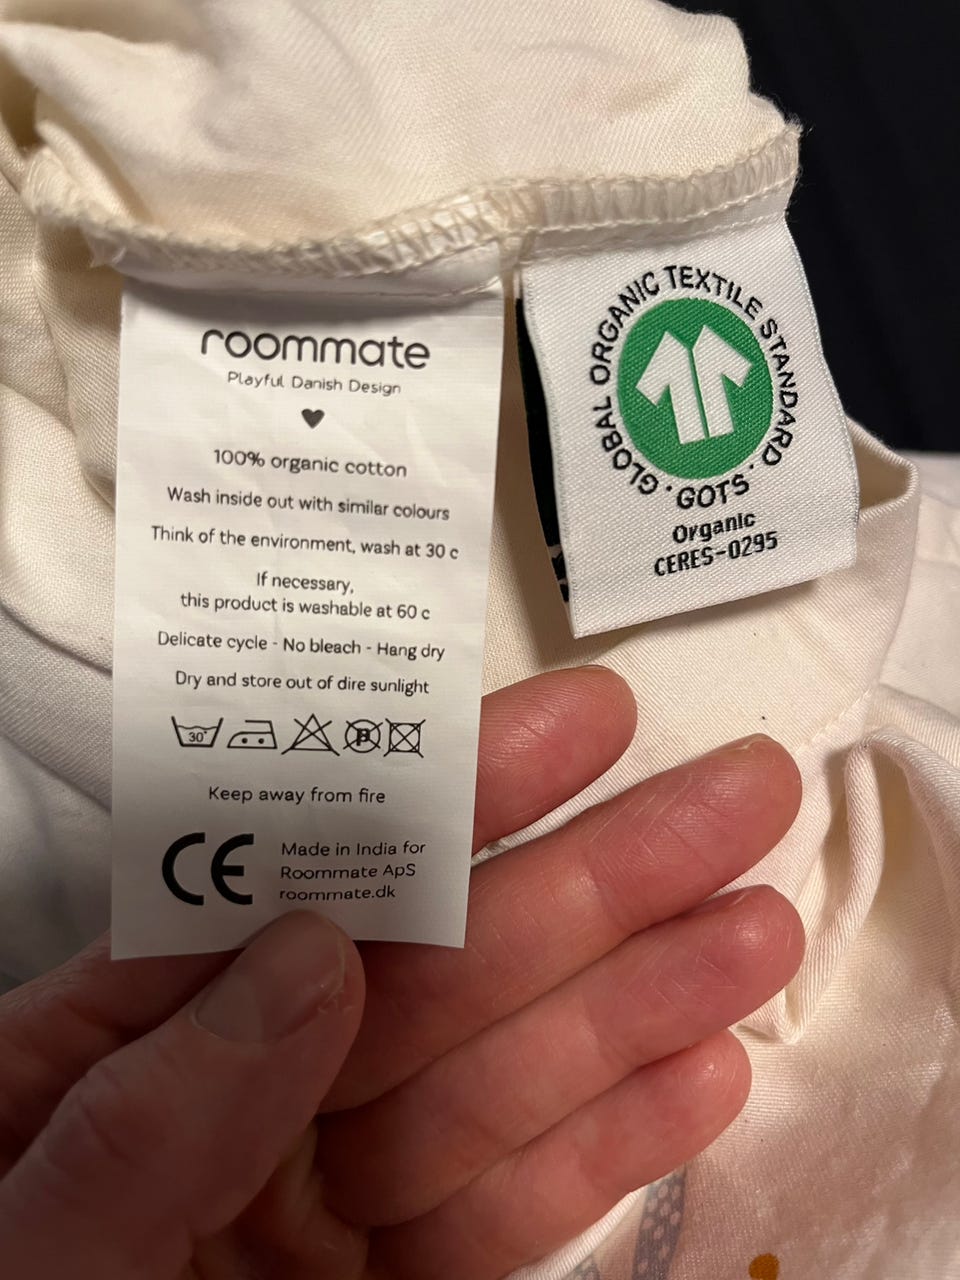 roommate
Playful Danish Design
100% organic cotton
Wash inside out with similar colours
Think of the environment, wash at 30 c
If necessary,
this product is washable at 60 c
Delicate cycle - No bleach - Hang dry
Dry and store out of dire sunlight
30°
P
Keep away from fire
CE
Made in India for
Roommate ApS
roommate.dk
GLOBAL ORGANIC TEXTILE STANDARD · GOTS ·
Organic
CERES-0295